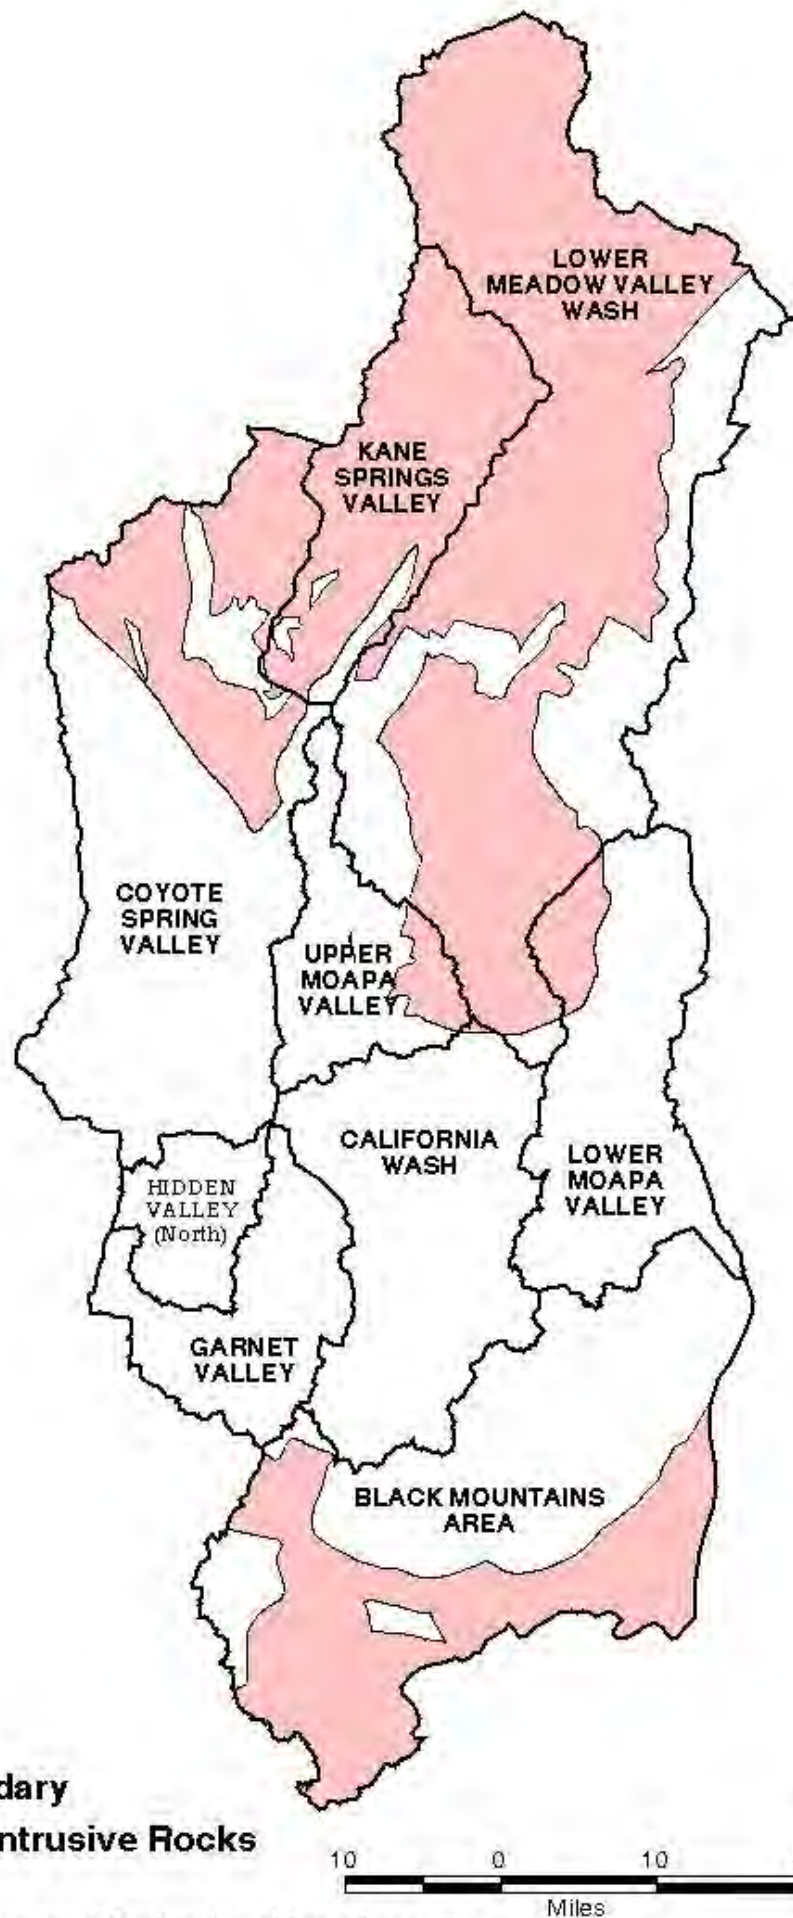 LOWER
MEADOW VALLEY
WASH
KANE
SPRINGS
VALLEY
COYOTE
SPRING
VALLEY
UPPER
MOAPA
VALLEY
CALIFORNIA
WASH
LOWER
MOAPA
VALLEY
HIDDEN
VALLEY
(North)
GARNET
VALLEY
BLACK MOUNTAINS
AREA
dary
ntrusive Rocks
10 0 10
Miles